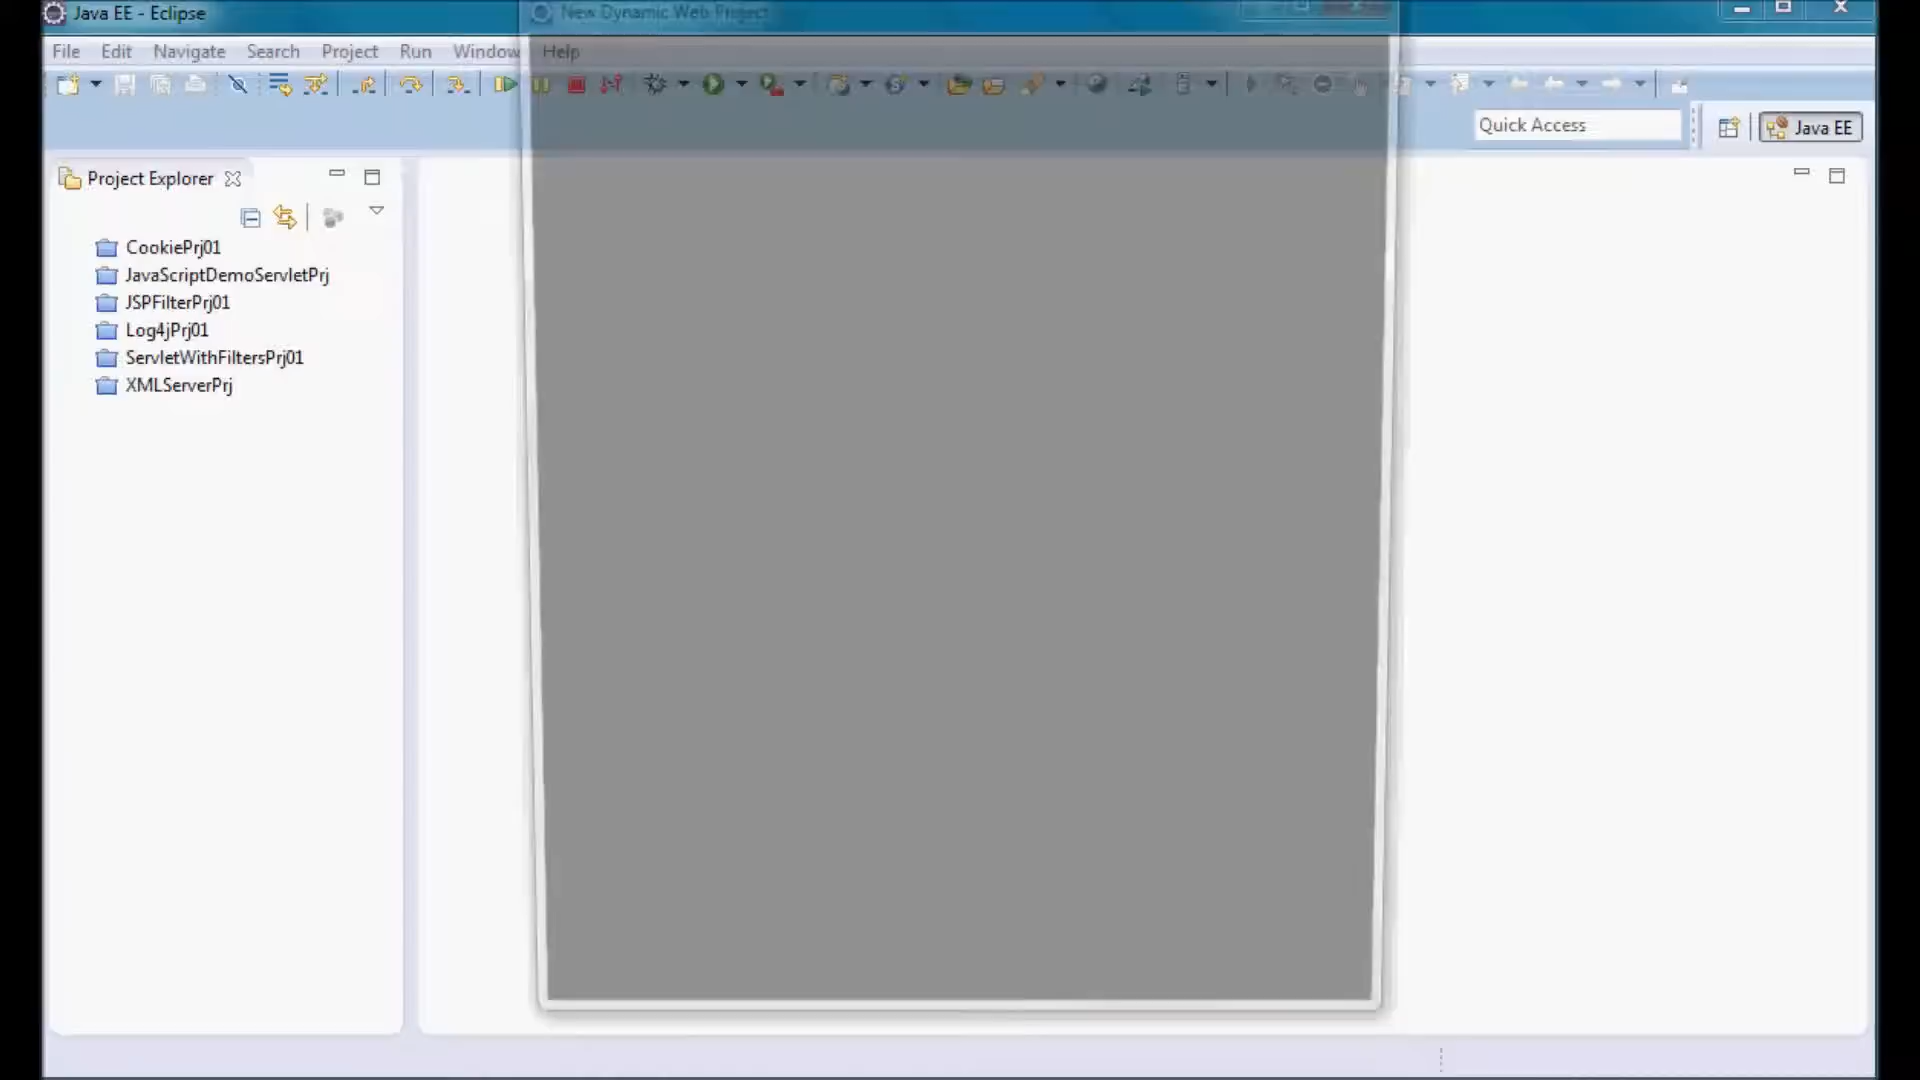 Java EE - Eclipse
New Dynamic Web Project
File Edit Navigate Search Project Run Window Help
Quick Access
Java EE
Project Explorer
CookiePrj01
JavaScriptDemoServletPrj
JSPFilterPrj01
Log4jPrj01
ServletWithFiltersPrj01
XMLServerPrj